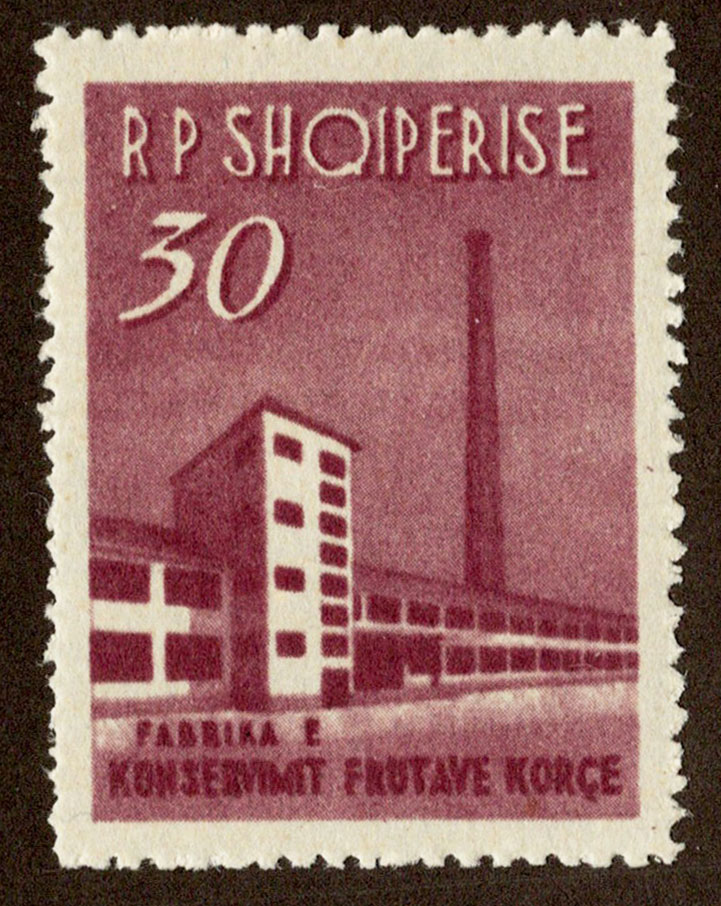 R P SHQIPERISE
30
FABRIKA E
KONSERVIMIT FRUTAVE KORÇE